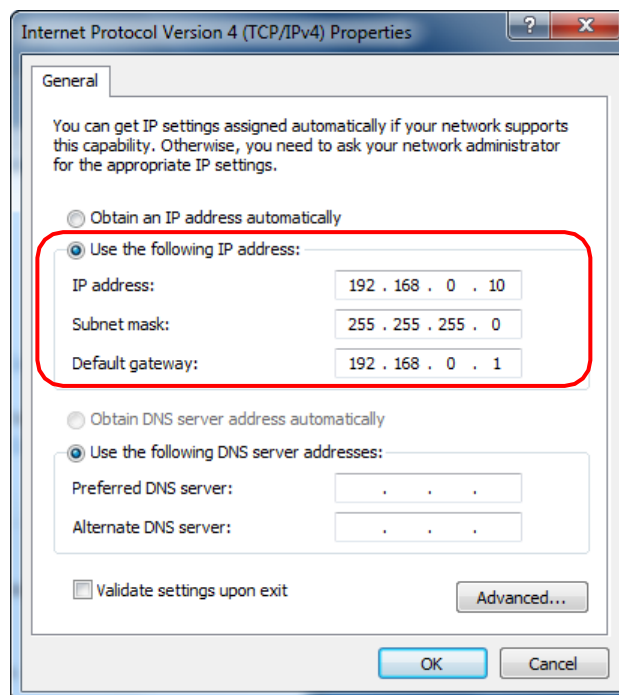 Internet Protocol Version 4 (TCP/IPv4) Properties
General
You can get IP settings assigned automatically if your network supports
this capability. Otherwise, you need to ask your network administrator
for the appropriate IP settings.
Obtain an IP address automatically
Use the following IP address:
IP address: 192 . 168 . 0 . 10
Subnet mask: 255 . 255 . 255 . 0
Default gateway: 192 . 168 . 0 . 1
Obtain DNS server address automatically
Use the following DNS server addresses:
Preferred DNS server: . . .
Alternate DNS server: . . .
Validate settings upon exit
Advanced...
OK Cancel